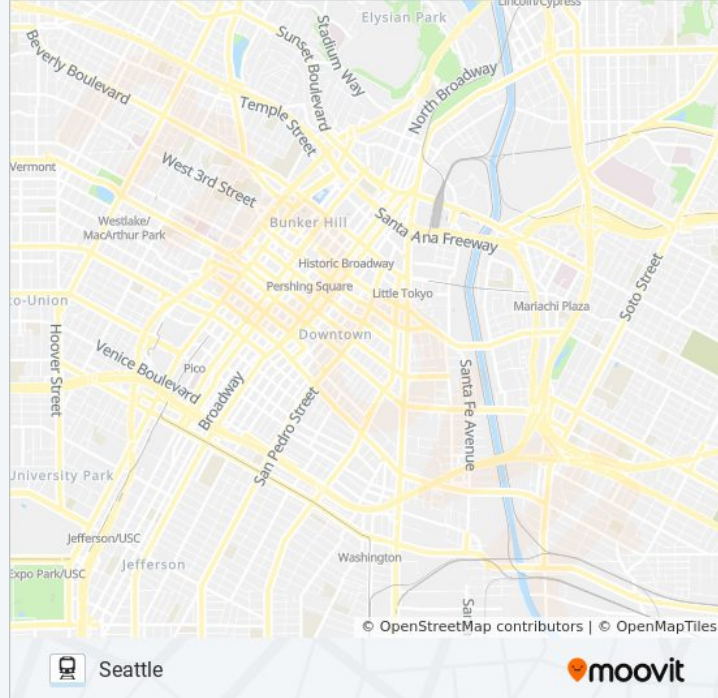 Lincoln/Cypress
Elysian Park
Stadium Way
Sunset Boulevard
Beverly Boulevard
North Broadway
Temple Street
West 3rd Street
Vermont
Westlake/
MacArthur Park
Bunker Hill
Santa Ana Freeway
Historic Broadway
Pershing Square
Little Tokyo
Mariachi Plaza
Soto Street
co-Union
Downtown
Hoover Street
Venice Boulevard
Pico
Broadway
San Pedro Street
Santa Fe Avenue
University Park
Jefferson/USC
Jefferson
Expo Park/USC
Washington
San
© OpenStreetMap contributors | © OpenMapTiles
Seattle
moovit